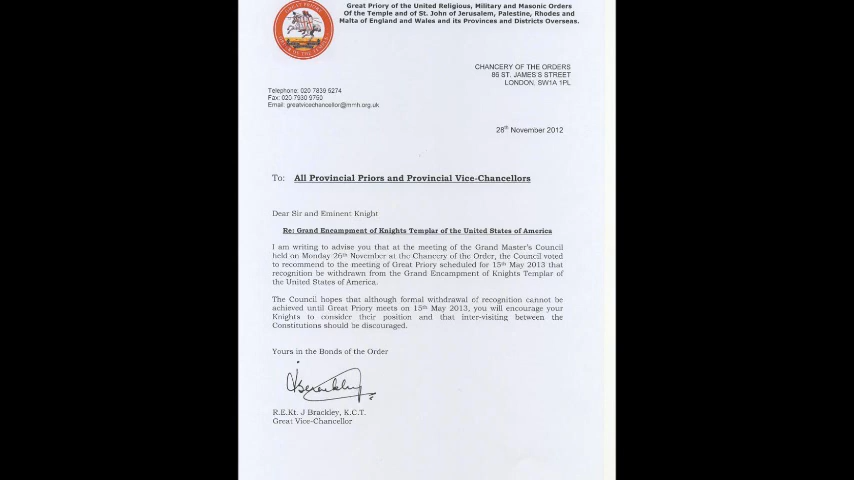 Great Priory of the United Religious, Military and Masonic Orders
Of the Temple and of St. John of Jerusalem, Palestine, Rhodes and
Malta of England and Wales and its Provinces and Districts Overseas.
CHANCERY OF THE ORDERS
86 ST. JAMES'S STREET
LONDON, SW1A 1PL
Telephone: 020 7839 5274
Fax: 020 7930 9750
Email: greatvicechancellor@mmh.org.uk
28th November 2012
To: All Provincial Priors and Provincial Vice-Chancellors
Dear Sir and Eminent Knight
Re: Grand Encampment of Knights Templar of the United States of America
I am writing to advise you that at the meeting of the Grand Master's Council
held on Monday 26th November at the Chancery of the Order, the Council voted
to recommend to the meeting of Great Priory scheduled for 15th May 2013 that
recognition be withdrawn from the Grand Encampment of Knights Templar of
the United States of America.
The Council hopes that although formal withdrawal of recognition cannot be
achieved until Great Priory meets on 15th May 2013, you will encourage your
Knights to consider their position and that inter-visiting between the
Constitutions should be discouraged.
Yours in the Bonds of the Order
R.E.Kt. J Brackley, K.C.T.
Great Vice-Chancellor